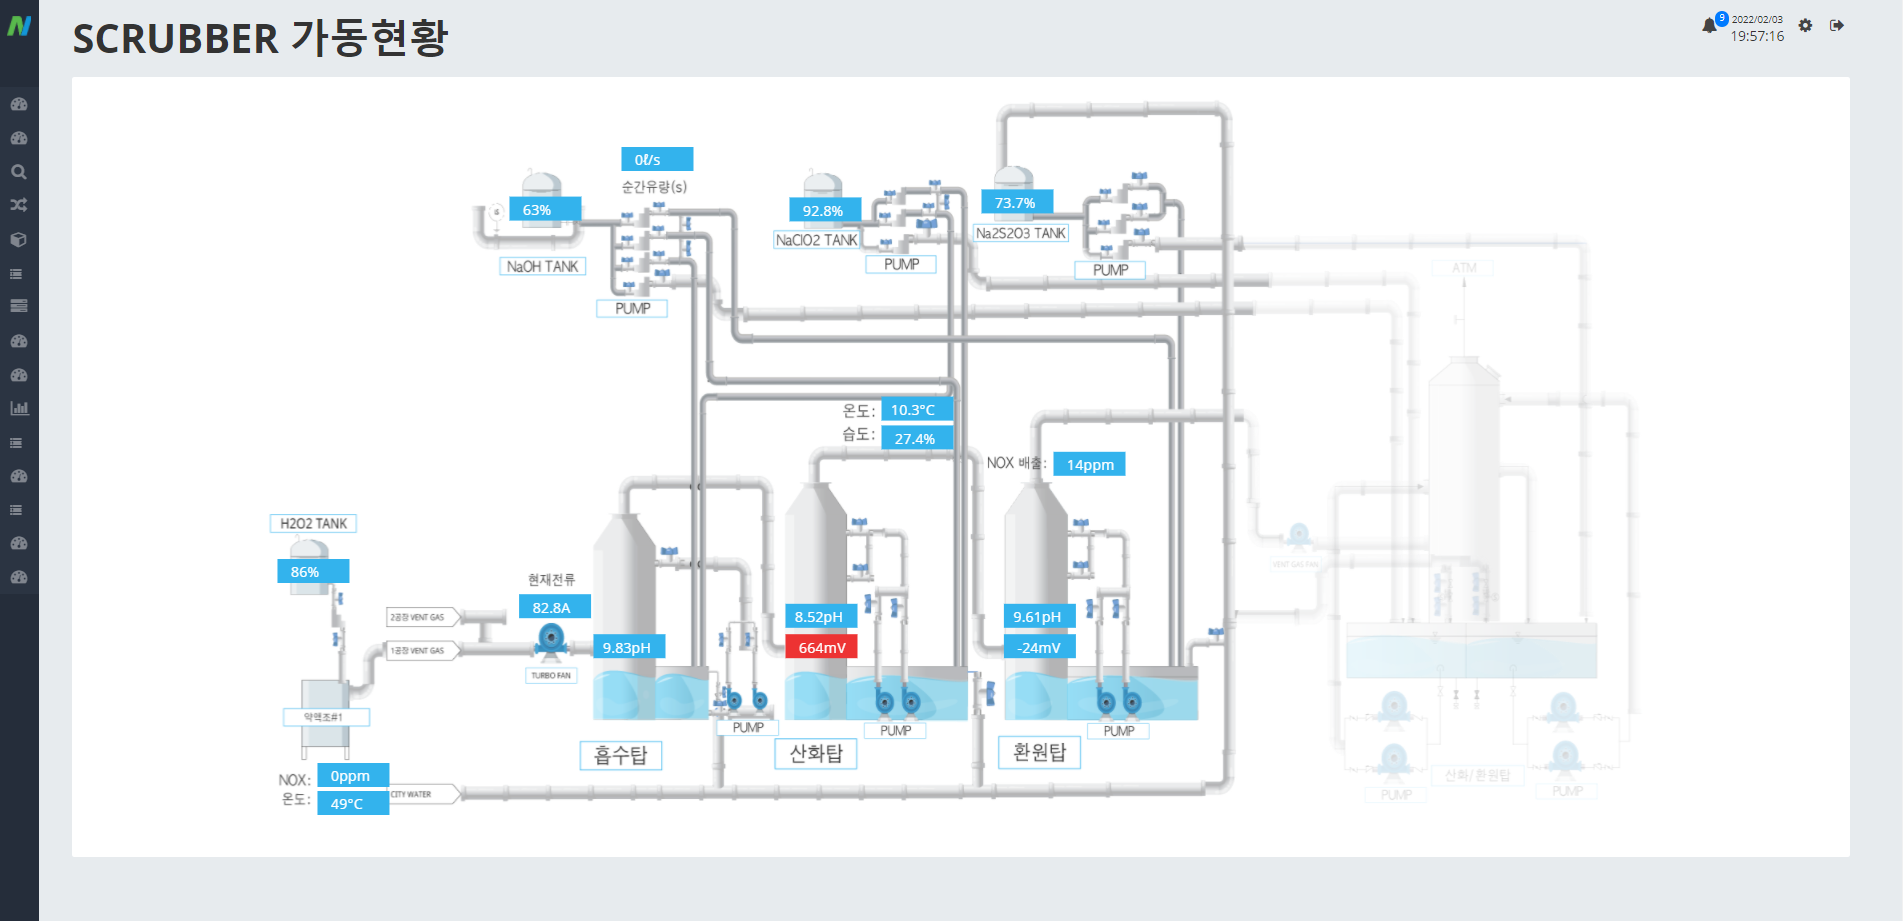 SCRUBBER 가동현황
9
2022/02/03
19:57:16
0ℓ/s
순간유량(s)
63%
NaOH TANK
PUMP
92.8%
NaClO2 TANK
PUMP
73.7%
Na2S2O3 TANK
PUMP
ATM
온도: 10.3°C
습도: 27.4%
NOX 배출: 14ppm
H2O2 TANK
86%
현재전류
82.8A
TURBO FAN
2공장 VENT GAS
1공장 VENT GAS
9.83pH
8.52pH
664mV
9.61pH
-24mV
VENT GAS FAN
약액조#1
PUMP
PUMP
PUMP
흡수탑
산화탑
환원탑
산화/환원탑
PUMP
PUMP
NOX: 0ppm
온도: 49°C
CITY WATER